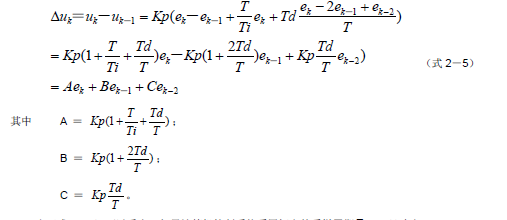 Δu_k = u_k − u_{k−1} = Kp(e_k − e_{k−1} + \frac{T}{Ti} e_k + Td \frac{e_k − 2e_{k−1} + e_{k−2}}{T})
= Kp(1 + \frac{T}{Ti} + \frac{Td}{T})e_k − Kp(1 + \frac{2Td}{T})e_{k−1} + Kp\frac{Td}{T} e_{k−2}) （式 2－5）
= Ae_k + Be_{k−1} + Ce_{k−2}
其中 A = Kp(1 + \frac{T}{Ti} + \frac{Td}{T})；
B = Kp(1 + \frac{2Td}{T})；
C = Kp\frac{Td}{T}。